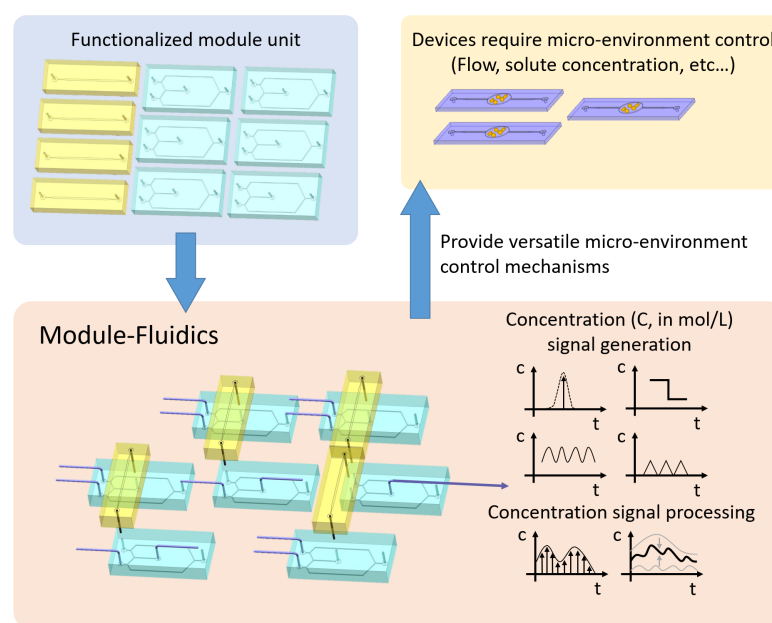 Functionalized module unit
Devices require micro-environment control
(Flow, solute concentration, etc…)
Provide versatile micro-environment
control mechanisms
Module-Fluidics
Concentration (C, in mol/L)
signal generation
C
t
C
t
C
t
C
t
Concentration signal processing
C
t
C
t